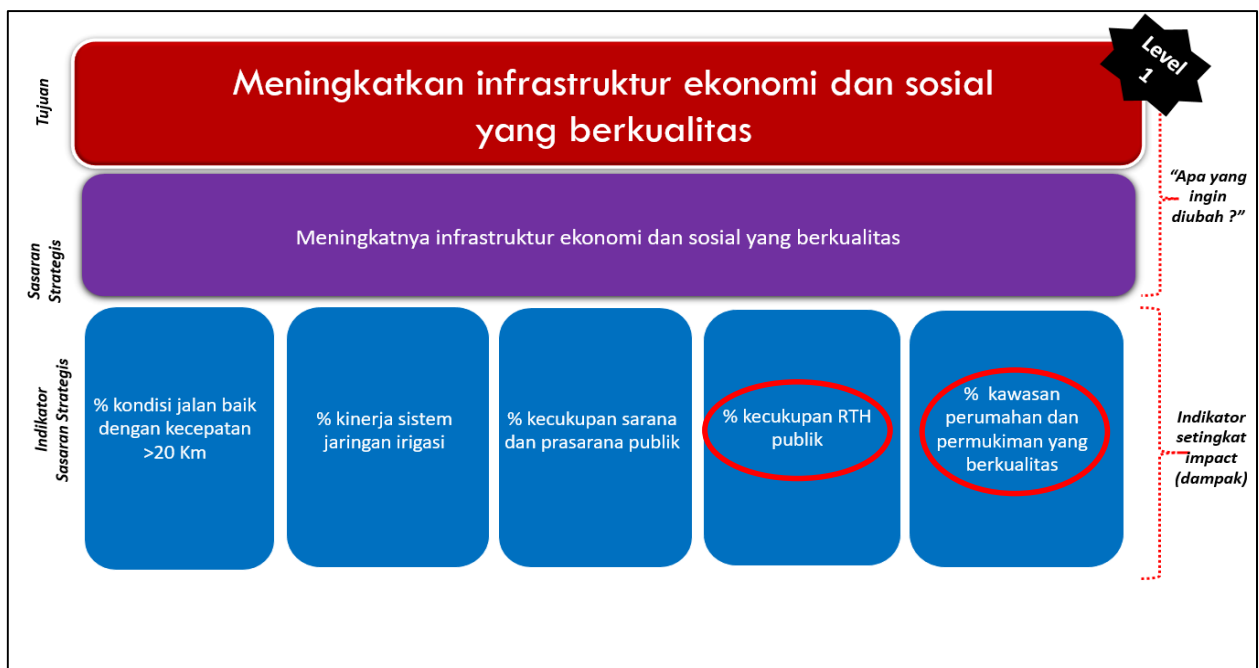 Level
1
Tujuan
Meningkatkan infrastruktur ekonomi dan sosial
yang berkualitas
"Apa yang
ingin
diubah ?"
Sasaran
Strategis
Meningkatnya infrastruktur ekonomi dan sosial yang berkualitas
Indikator
Sasaran Strategis
% kondisi jalan baik
dengan kecepatan
>20 Km
% kinerja sistem
jaringan irigasi
% kecukupan sarana
dan prasarana publik
% kecukupan RTH
publik
% kawasan
perumahan dan
permukiman yang
berkualitas
Indikator
setingkat
impact
(dampak)